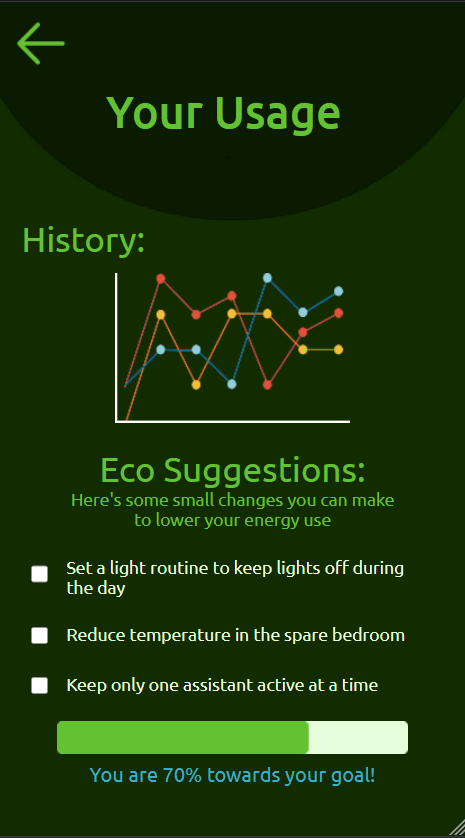 Your Usage
History:
Eco Suggestions:
Here's some small changes you can make
to lower your energy use
Set a light routine to keep lights off during
the day
Reduce temperature in the spare bedroom
Keep only one assistant active at a time
You are 70% towards your goal!